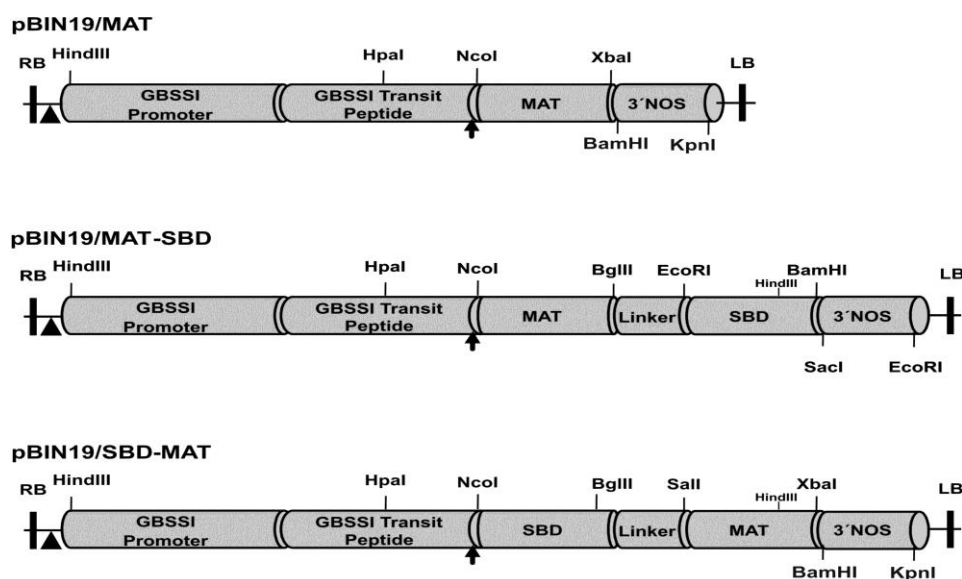 pBIN19/MAT
RB HindIII HpaI NcoI XbaI LB
GBSSI Promoter GBSSI Transit Peptide MAT 3´NOS
BamHI KpnI
pBIN19/MAT-SBD
RB HindIII HpaI NcoI BglII EcoRI HindIII BamHI LB
GBSSI Promoter GBSSI Transit Peptide MAT Linker SBD 3´NOS
SacI EcoRI
pBIN19/SBD-MAT
RB HindIII HpaI NcoI BglII SalI HindIII XbaI LB
GBSSI Promoter GBSSI Transit Peptide SBD Linker MAT 3´NOS
BamHI KpnI